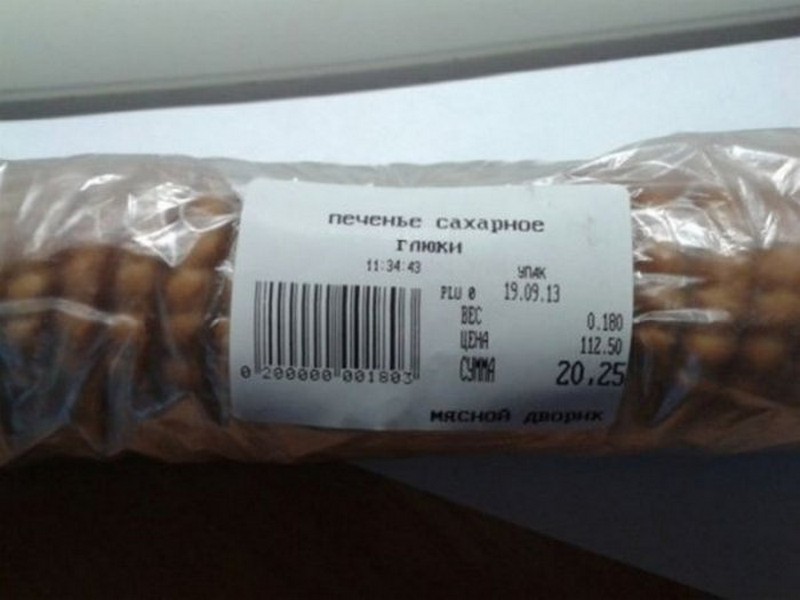 печенье сахарное
глюки
11:34:43
УПАК
PLU 0 19.09.13
ВЕС 0.180
ЦЕНА 112.50
СУММА 20,25
0 200000 001803
МЯСНОЙ ДВОРИК